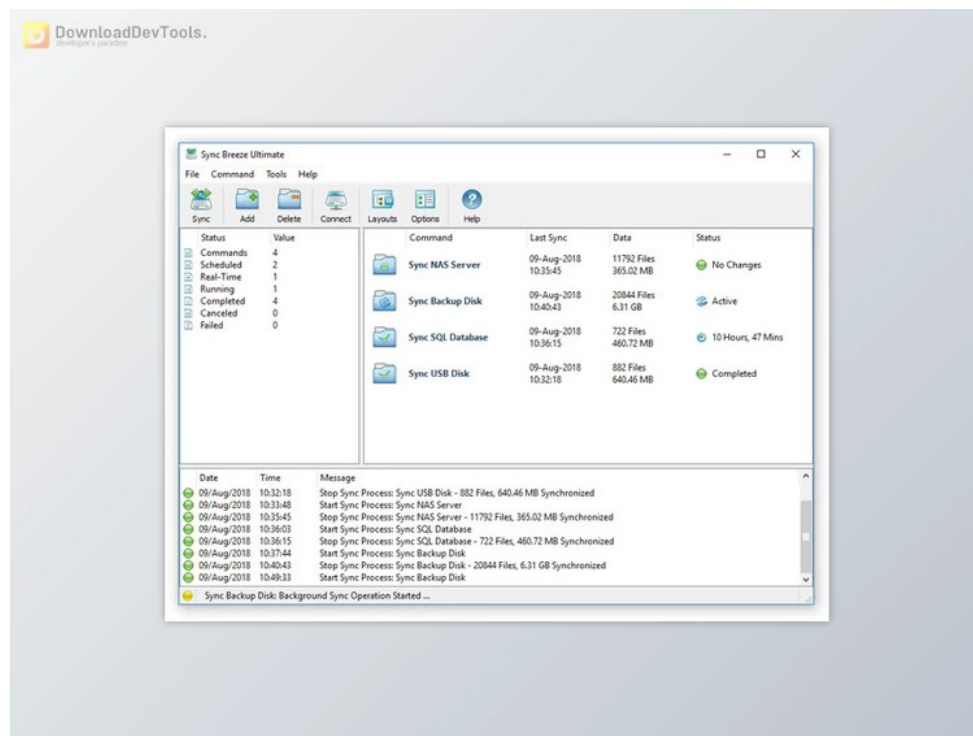 DownloadDevTools.
developer's paradise
Sync Breeze Ultimate
File Command Tools Help
Sync Add Delete Connect Layouts Options Help
Status Value
Commands 4
Scheduled 2
Real-Time 1
Running 1
Completed 4
Canceled 0
Failed 0
Command Last Sync Data Status
Sync NAS Server 09-Aug-2018 11792 Files No Changes
10:35:45 365.02 MB
Sync Backup Disk 09-Aug-2018 20844 Files Active
10:40:43 6.31 GB
Sync SQL Database 09-Aug-2018 722 Files 10 Hours, 47 Mins
10:36:15 460.72 MB
Sync USB Disk 09-Aug-2018 882 Files Completed
10:32:18 640.46 MB
Date Time Message
09/Aug/2018 10:32:18 Stop Sync Process: Sync USB Disk - 882 Files, 640.46 MB Synchronized
09/Aug/2018 10:33:48 Start Sync Process: Sync NAS Server
09/Aug/2018 10:35:45 Stop Sync Process: Sync NAS Server - 11792 Files, 365.02 MB Synchronized
09/Aug/2018 10:36:03 Start Sync Process: Sync SQL Database
09/Aug/2018 10:36:15 Stop Sync Process: Sync SQL Database - 722 Files, 460.72 MB Synchronized
09/Aug/2018 10:37:44 Start Sync Process: Sync Backup Disk
09/Aug/2018 10:40:43 Stop Sync Process: Sync Backup Disk - 20844 Files, 6.31 GB Synchronized
09/Aug/2018 10:49:33 Start Sync Process: Sync Backup Disk
Sync Backup Disk: Background Sync Operation Started ...